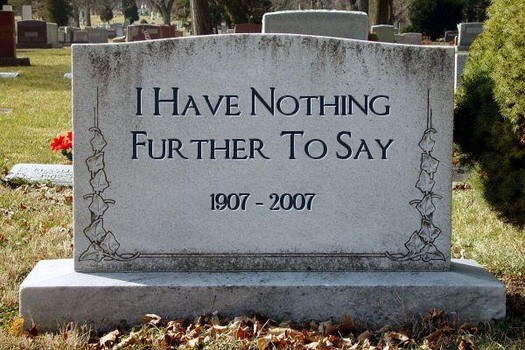 I Have Nothing
Further To Say
1907 - 2007